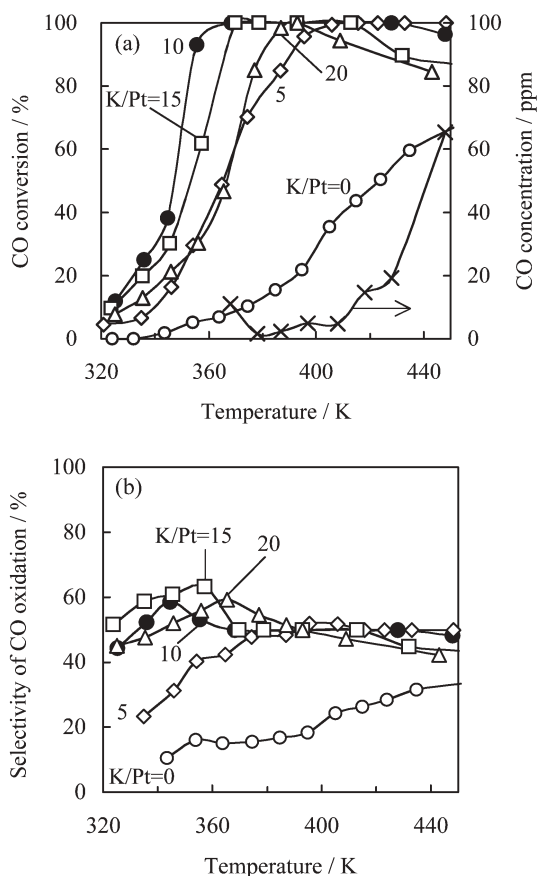 (a)
100
80
60
40
20
0
CO conversion / %
10
K/Pt=15
20
5
K/Pt=0
100
80
60
40
20
0
CO concentration / ppm
320 360 400 440
Temperature / K
(b)
100
80
60
40
20
0
Selectivity of CO oxidation / %
K/Pt=15
20
10
5
K/Pt=0
320 360 400 440
Temperature / K